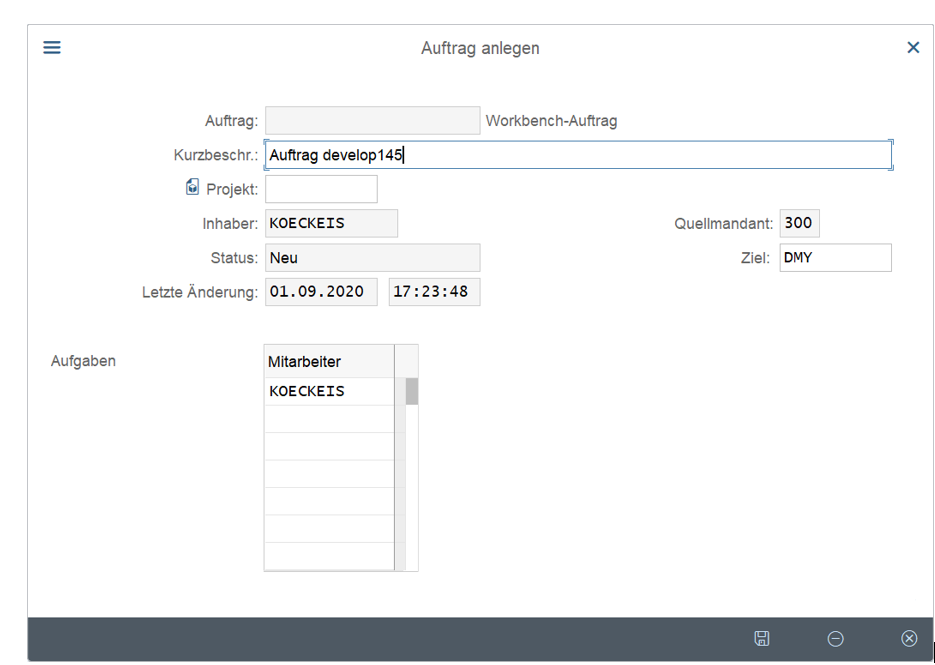 Auftrag anlegen
Auftrag: Workbench-Auftrag
Kurzbeschr.: Auftrag develop145
Projekt:
Inhaber: KOECKEIS Quellmandant: 300
Status: Neu Ziel: DMY
Letzte Änderung: 01.09.2020 17:23:48
Aufgaben Mitarbeiter
KOECKEIS